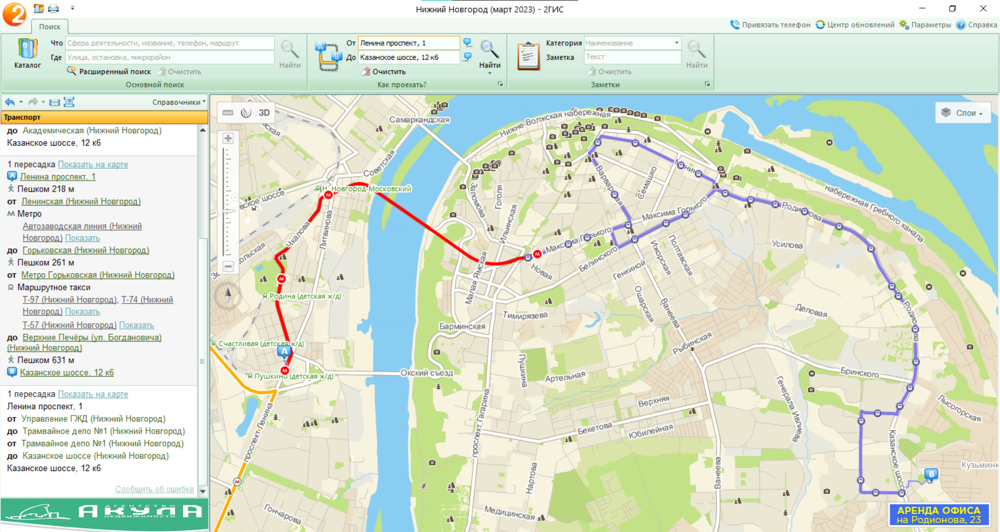 Нижний Новгород (март 2023) - 2ГИС
Поиск
Привязать телефон
Центр обновлений
Параметры
Справка
Каталог
Что
Сфера деятельности, название, телефон, маршрут
Где
Улица, остановка, микрорайон
Расширенный поиск
Очистить
Найти
Основной поиск
От
Ленина проспект, 1
До
Казанское шоссе, 12 к6
Очистить
Найти
Как проехать?
Категория
Наименование
Заметка
Текст
Очистить
Найти
Заметки
Справочники
Транспорт
до Академическая (Нижний Новгород)
Казанское шоссе, 12 к6
1 пересадка Показать на карте
A Ленина проспект, 1
Пешком 218 м
от Ленинская (Нижний Новгород)
Метро
Автозаводская линия (Нижний
Новгород) Показать
до Горьковская (Нижний Новгород)
Пешком 261 м
от Метро Горьковская (Нижний Новгород)
Маршрутное такси
Т-97 (Нижний Новгород), Т-74 (Нижний
Новгород) Показать
Т-57 (Нижний Новгород) Показать
до Верхние Печёры (ул. Богдановича)
(Нижний Новгород)
Пешком 631 м
B Казанское шоссе, 12 к6
1 пересадка Показать на карте
Ленина проспект, 1
от Управление ГЖД (Нижний Новгород)
до Трамвайное депо №1 (Нижний Новгород)
от Трамвайное депо №1 (Нижний Новгород)
до Казанское шоссе (Нижний Новгород)
Казанское шоссе, 12 к6
Сообщить об ошибке
АГЕНТСТВО
АКУЛА
НЕДВИЖИМОСТИ
3D
Слои
Самаркандская
Нижне-Волжская набережная
Советская
Н. Новгород-Московский
шоссе
Чкалова
Литвинова
Родина (детская ж/д)
Счастливая (детская ж/д)
A
Пушкино (детская ж/д)
проспект Ленина
Гончарова
Заломова
Гоголя
Ильинская
Малая Ямская
Новая
Максима Горького
Белинского
Варварская
Семашко
Максима Горького
Минина
Родионова
набережная Гребного канала
Усилова
Полтавская
Ижорская
Генкиной
Ошарская
Ванеева
Тимирязева
Барминская
Окский съезд
Пушкина
Артельная
Рыбинская
Деловая
Родионова
Бринского
Генерала Ивлиева
Лысогорская
Верхняя
Бекетова
Юбилейная
проспект Гагарина
Нартова
Медицинская
Ванеева
Казанское шоссе
B
АРЕНДА ОФИСА
на Родионова, 23